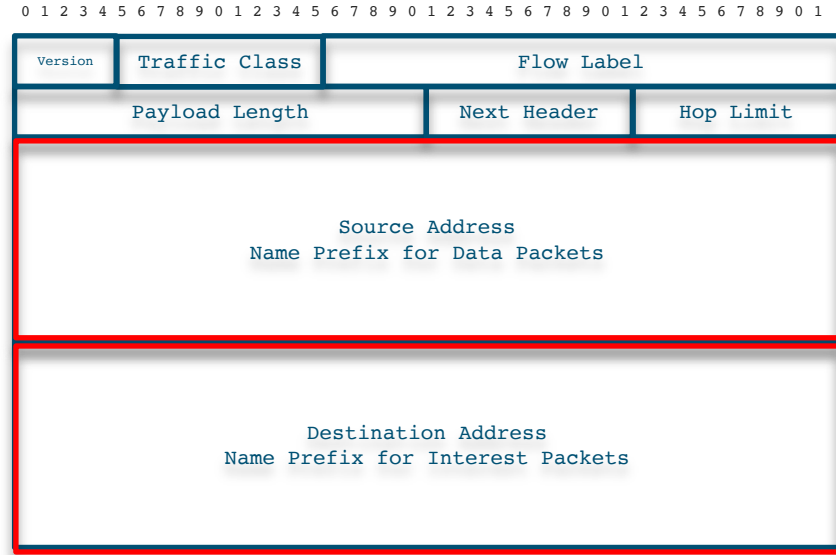 0 1 2 3 4 5 6 7 8 9 0 1 2 3 4 5 6 7 8 9 0 1 2 3 4 5 6 7 8 9 0 1 2 3 4 5 6 7 8 9 0 1
Version Traffic Class Flow Label
Payload Length Next Header Hop Limit
Source Address
Name Prefix for Data Packets
Destination Address
Name Prefix for Interest Packets